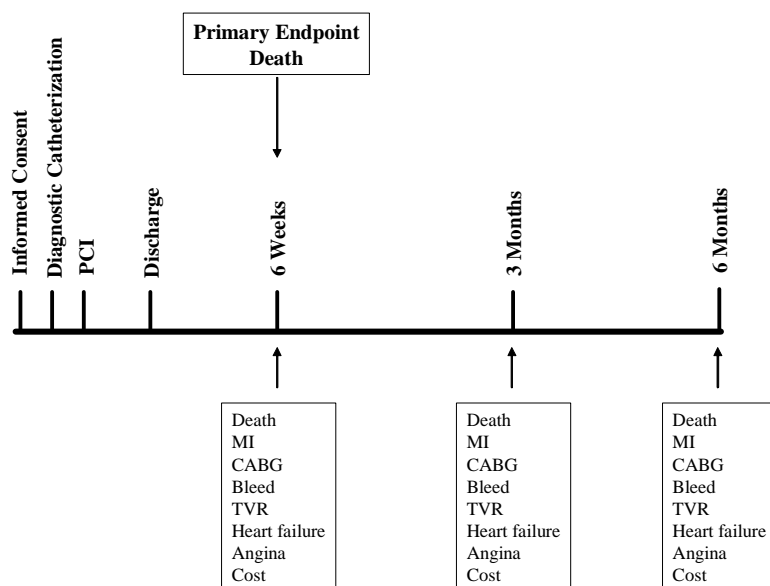 Primary Endpoint
Death
Informed Consent
Diagnostic Catheterization
PCI
Discharge
6 Weeks
3 Months
6 Months
Death
MI
CABG
Bleed
TVR
Heart failure
Angina
Cost
Death
MI
CABG
Bleed
TVR
Heart failure
Angina
Cost
Death
MI
CABG
Bleed
TVR
Heart failure
Angina
Cost